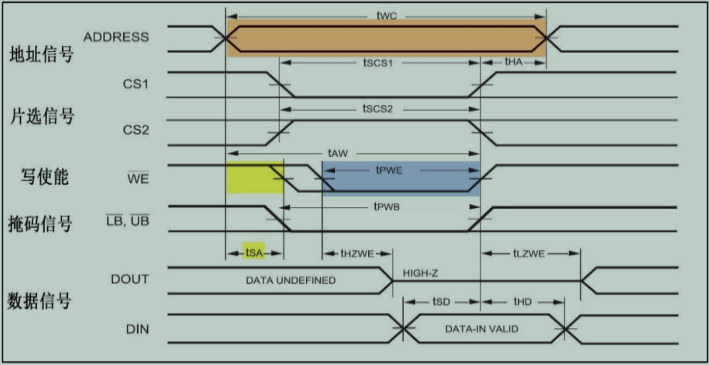 tWC
地址信号
ADDRESS
tSCS1
tHA
CS1
片选信号
tSCS2
CS2
tAW
写使能
WE
tPWE
掩码信号
LB, UB
tPWB
tSA
tHZWE
tLZWE
数据信号
DOUT
DATA UNDEFINED
HIGH-Z
tSD
tHD
DIN
DATA-IN VALID